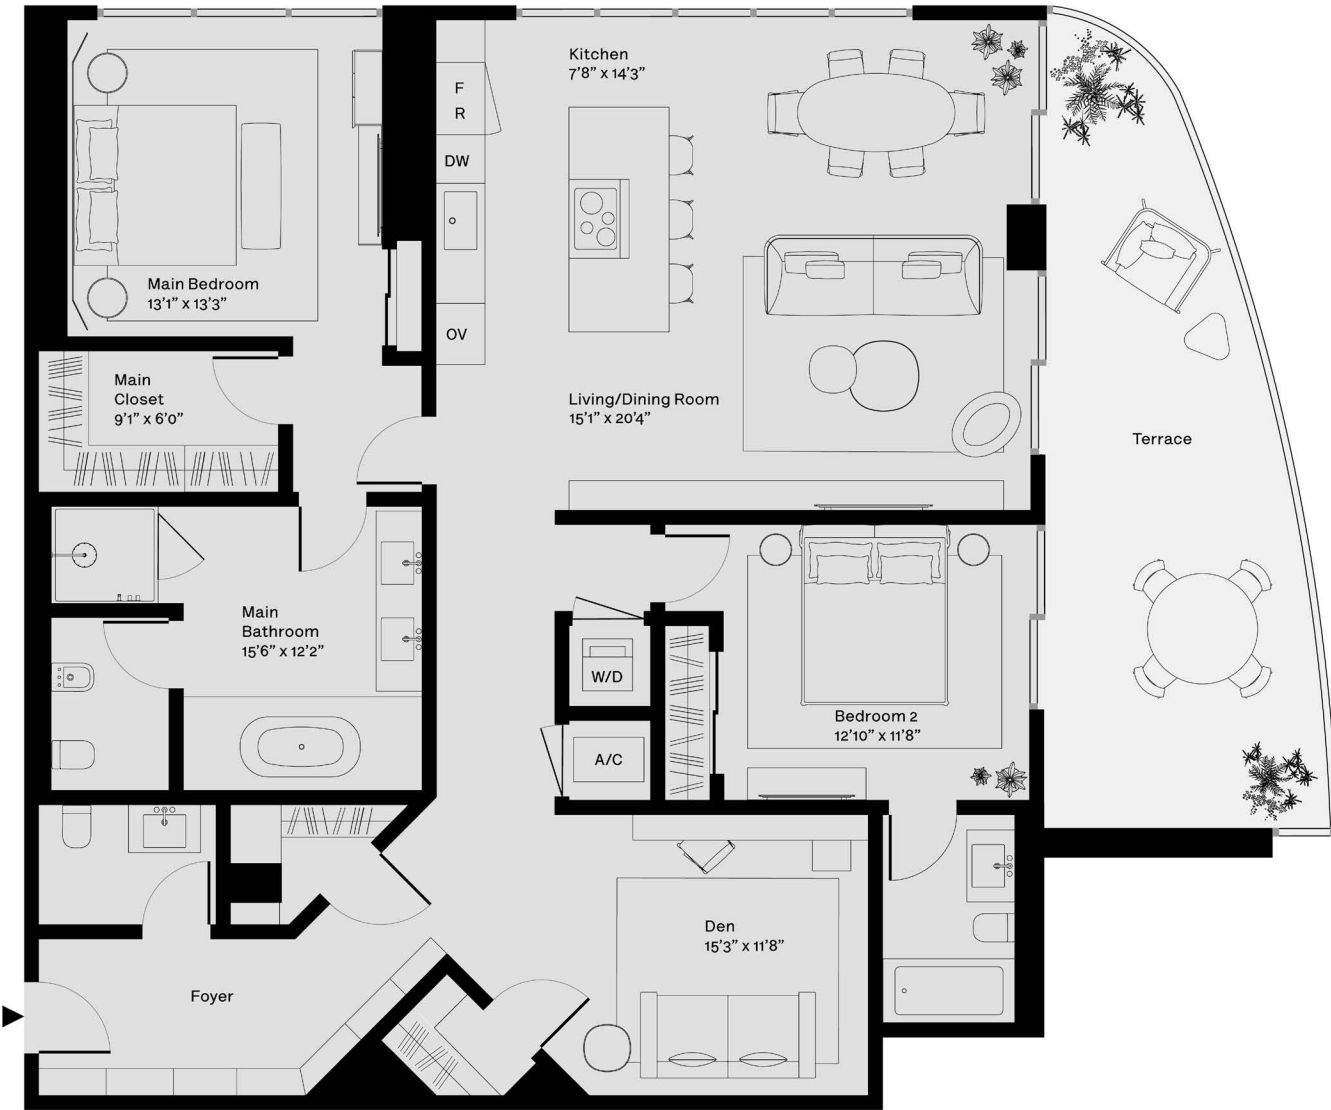 Kitchen
7'8" x 14'3"
F
R
DW
OV
Main Bedroom
13'1" x 13'3"
Main
Closet
9'1" x 6'0"
Living/Dining Room
15'1" x 20'4"
Terrace
Main
Bathroom
15'6" x 12'2"
W/D
A/C
Bedroom 2
12'10" x 11'8"
Den
15'3" x 11'8"
Foyer